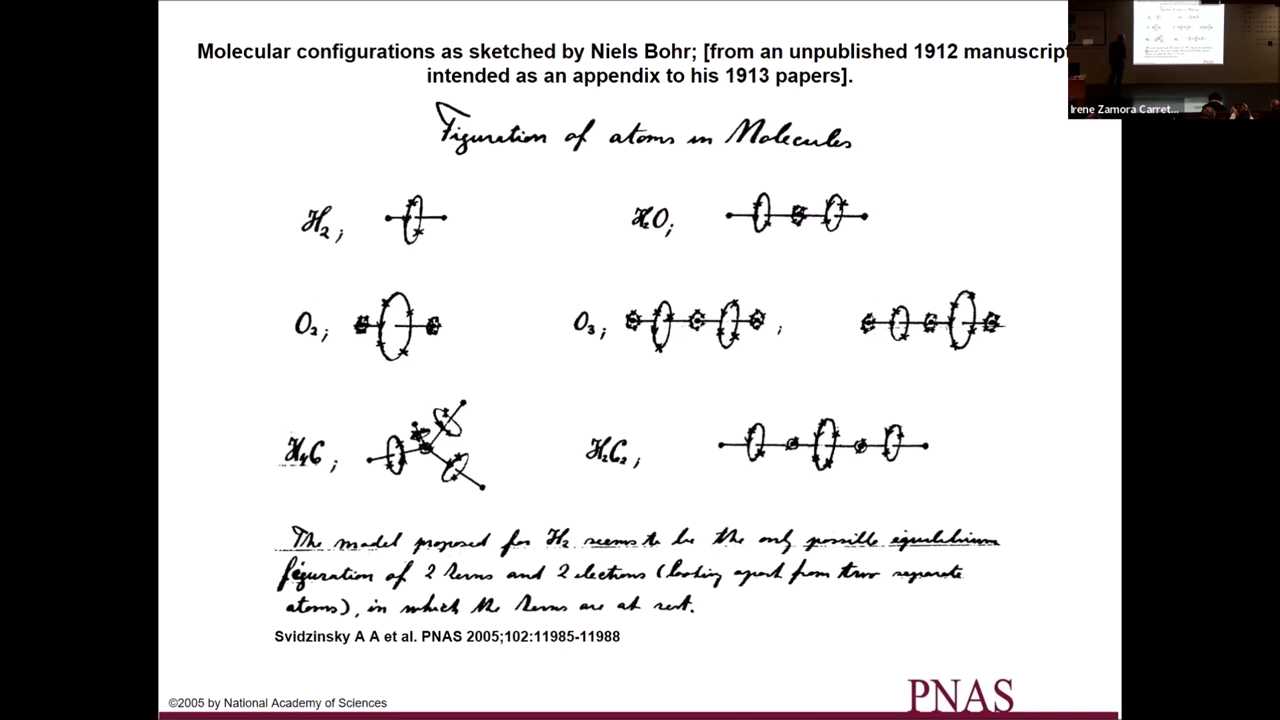 Molecular configurations as sketched by Niels Bohr; [from an unpublished 1912 manuscript
intended as an appendix to his 1913 papers].
Figuration of atoms in Molecules
H₂; H₂O;
O₂; O₃; ;
H₄C; H₂C₂;
The model proposed for H₂ seems to be the only possible equilibrium
figuration of 2 kerns and 2 electrons (looking apart from two separate
atoms), in which the kerns are at rest.
Svidzinsky A A et al. PNAS 2005;102:11985-11988
©2005 by National Academy of Sciences
PNAS
Irene Zamora Carret...